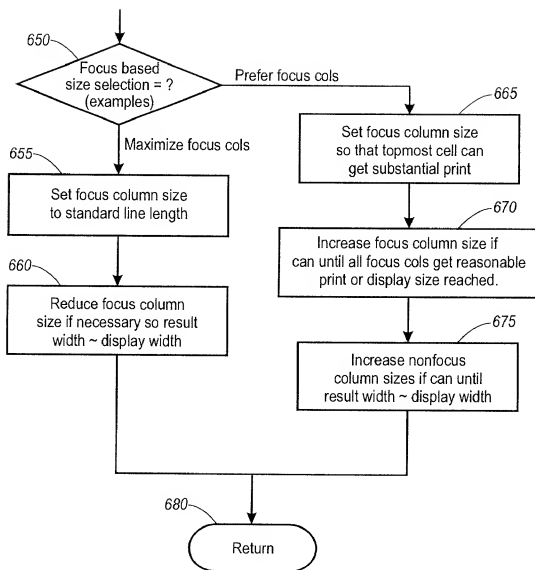 650
Focus based
size selection = ?
(examples)
Prefer focus cols
Maximize focus cols
655
Set focus column size
to standard line length
660
Reduce focus column
size if necessary so result
width ~ display width
665
Set focus column size
so that topmost cell can
get substantial print
670
Increase focus column size if
can until all focus cols get reasonable
print or display size reached.
675
Increase nonfocus
column sizes if can until
result width ~ display width
680
Return